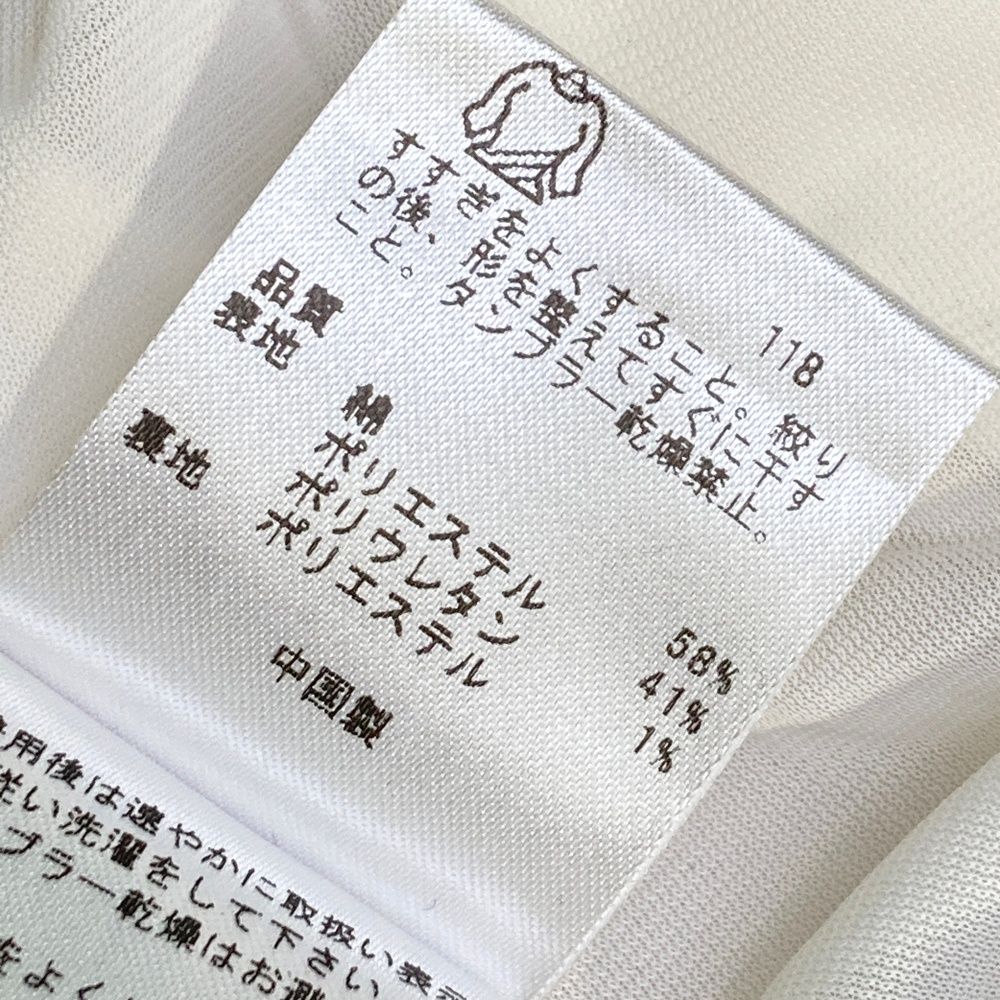 118
すすぎをよくすること。絞り
の後、形を整えてすぐに干す
こと。タンブラー乾燥禁止。
品質
表地 綿 58%
ポリエステル 41%
ポリウレタン 1%
裏地 ポリエステル
中国製
用後は速やかに取扱い表示
従い洗濯をして下さい
ブラー乾燥はお避
をよく